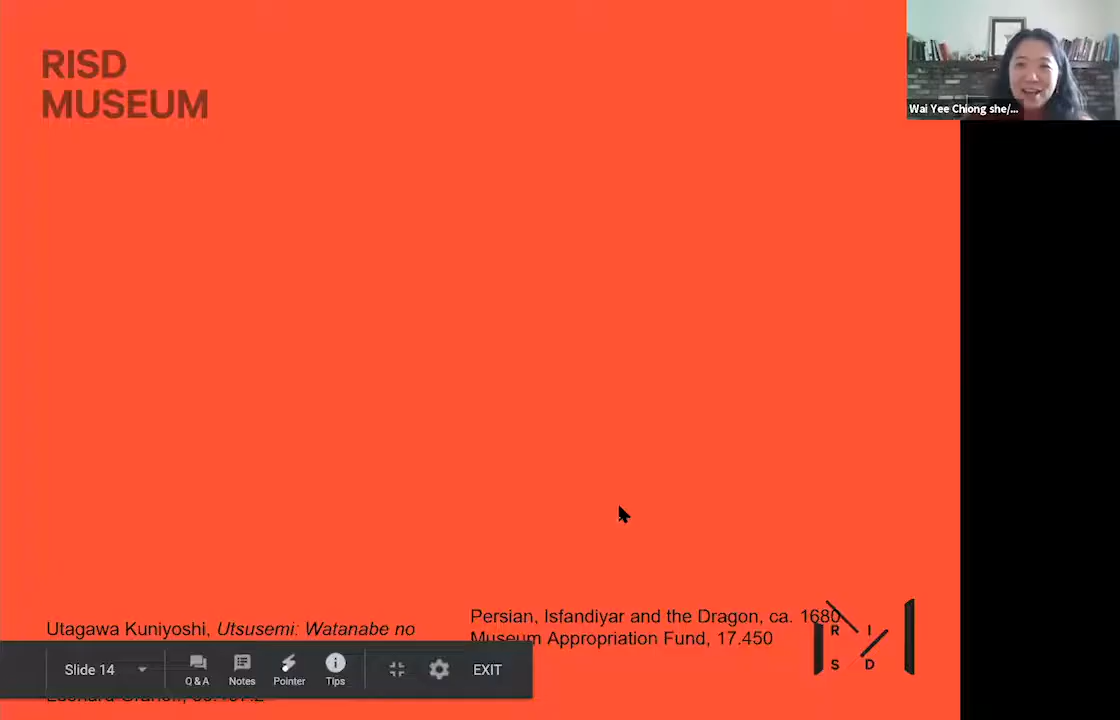 RISD
MUSEUM
Wai Yee Chiong she/...
Utagawa Kuniyoshi, Utsusemi: Watanabe no
Persian, Isfandiyar and the Dragon, ca. 1680
Museum Appropriation Fund, 17.450
R I
S D
Slide 14
Q & A
Notes
Pointer
Tips
EXIT